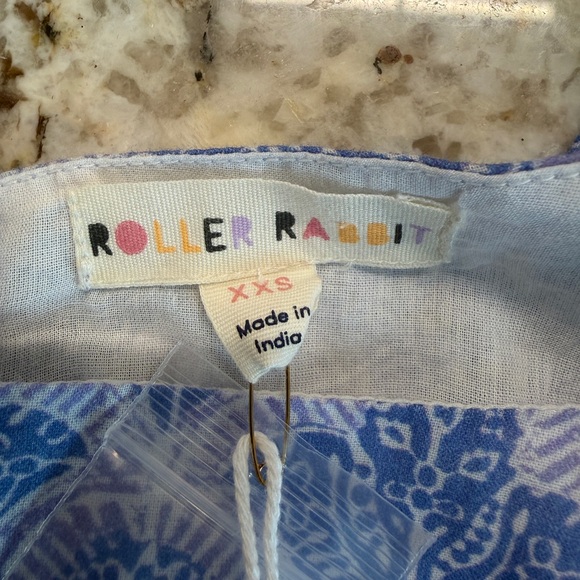 ROLLER RABBIT
XXS
Made in
India